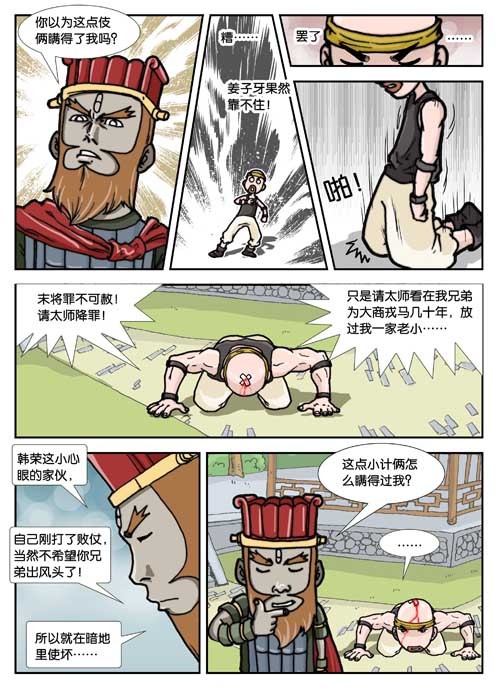 你以为这点伎
俩瞒得了我吗？
糟……
姜子牙果然
靠不住！
罢了
……
啪！
末将罪不可赦！
请太师降罪！
只是请太师看在我兄弟
为大商戎马几十年，放
过我一家老小……
韩荣这小心
眼的家伙，
自己刚打了败仗，
当然不希望你兄
弟出风头了！
所以就在暗地
里使坏……
这点小计俩怎
么瞒得过我？
……